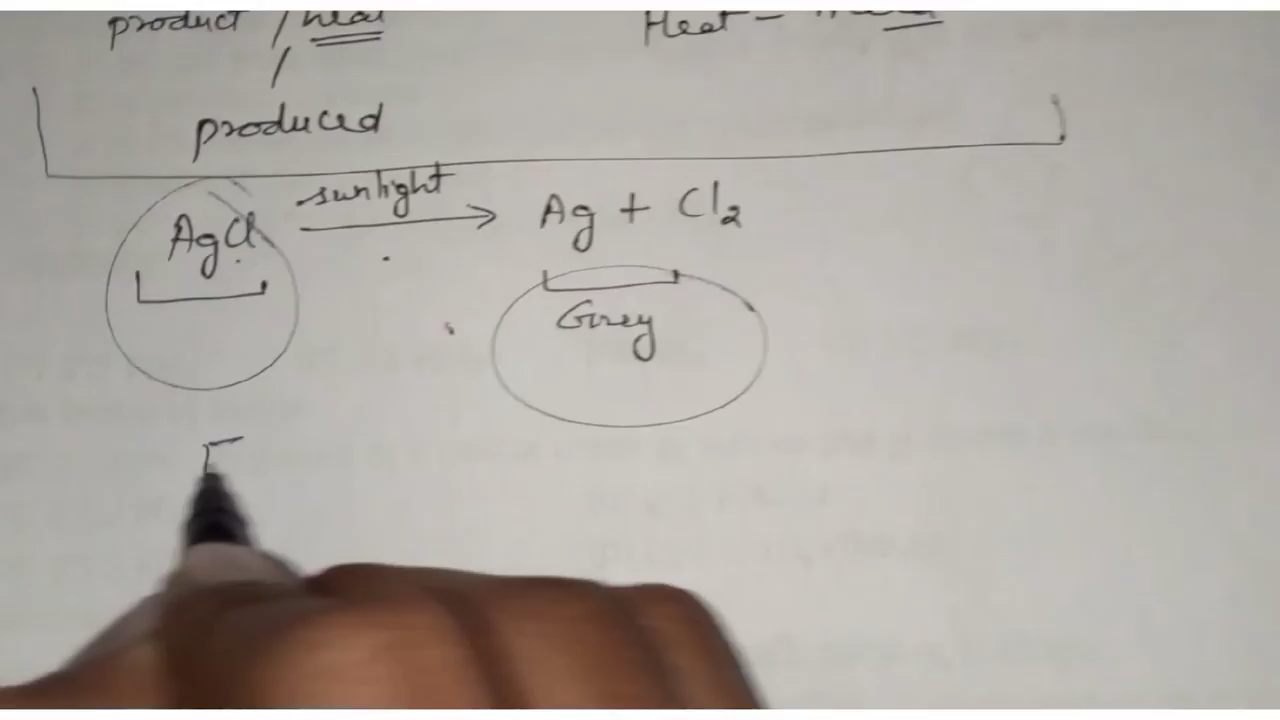 product / heat Heat -
/
produced
AgCl sunlight → Ag + Cl₂
Grey